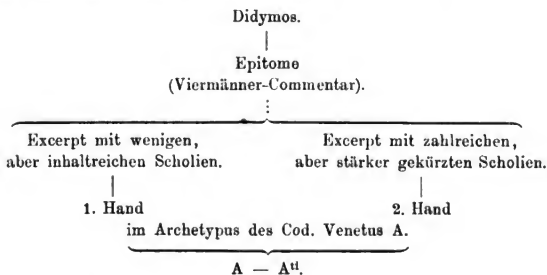 Didymos.
Epitome
(Viermänner-Commentar).
Excerpt mit wenigen,
aber inhaltreichen Scholien.
Excerpt mit zahlreichen,
aber stärker gekürzten Scholien.
1. Hand
2. Hand
im Archetypus des Cod. Venetus A.
A — Aᵗⁱ.